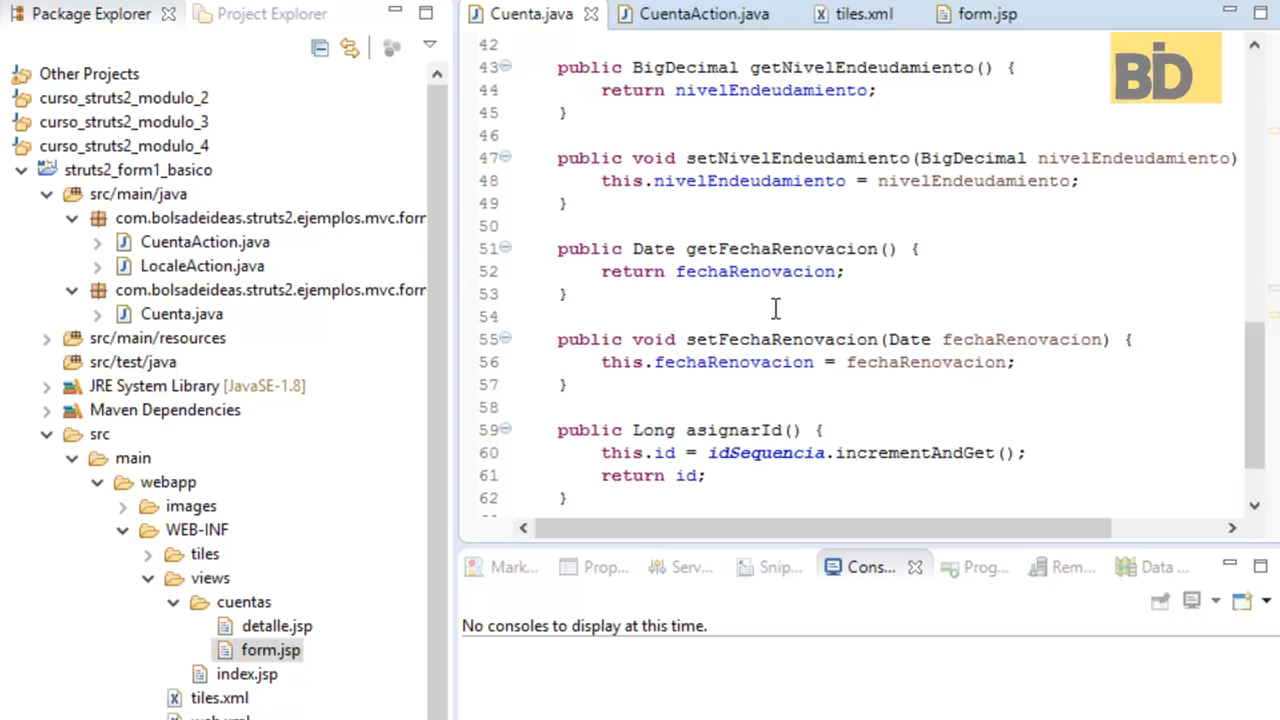 Package Explorer
Project Explorer
Other Projects
curso_struts2_modulo_2
curso_struts2_modulo_3
curso_struts2_modulo_4
struts2_form1_basico
src/main/java
com.bolsadeideas.struts2.ejemplos.mvc.forr
CuentaAction.java
LocaleAction.java
com.bolsadeideas.struts2.ejemplos.mvc.forr
Cuenta.java
src/main/resources
src/test/java
JRE System Library [JavaSE-1.8]
Maven Dependencies
src
main
webapp
images
WEB-INF
tiles
views
cuentas
detalle.jsp
form.jsp
index.jsp
tiles.xml
Cuenta.java
CuentaAction.java
tiles.xml
form.jsp
BD
42
43 public BigDecimal getNivelEndeudamiento() {
44 return nivelEndeudamiento;
45 }
46
47 public void setNivelEndeudamiento(BigDecimal nivelEndeudamiento)
48 this.nivelEndeudamiento = nivelEndeudamiento;
49 }
50
51 public Date getFechaRenovacion() {
52 return fechaRenovacion;
53 }
54
55 public void setFechaRenovacion(Date fechaRenovacion) {
56 this.fechaRenovacion = fechaRenovacion;
57 }
58
59 public Long asignarId() {
60 this.id = idSequencia.incrementAndGet();
61 return id;
62 }
Mark... Prop... Serv... Snip... Cons... Prog... Rem... Data ...
No consoles to display at this time.